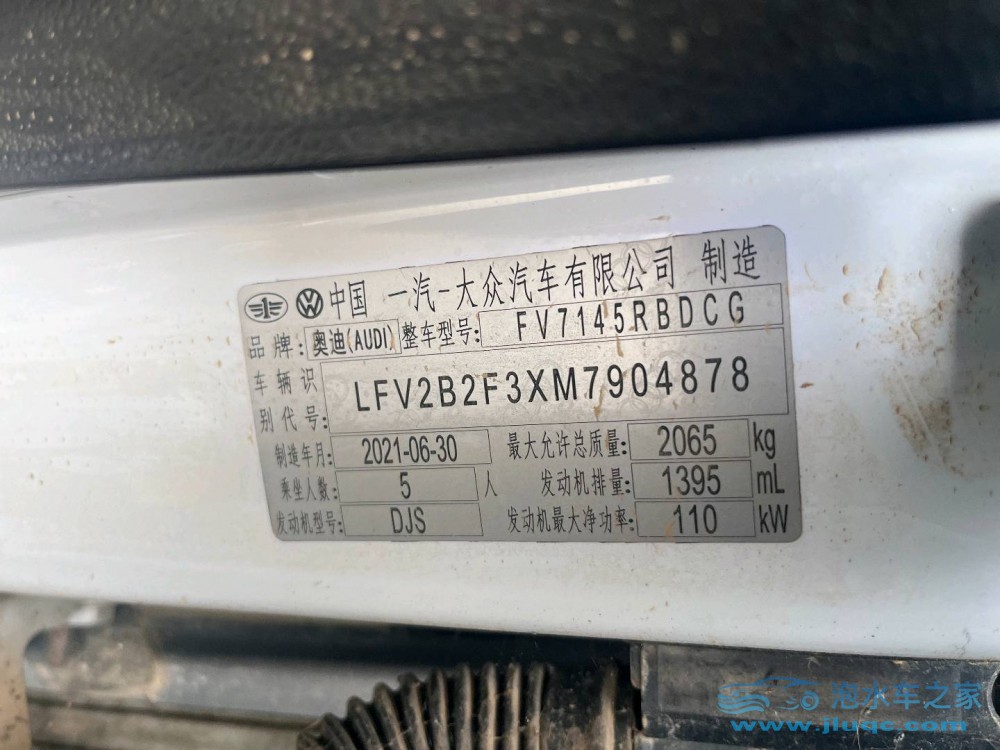 中国 一汽-大众汽车有限公司 制造
品牌: 奥迪(AUDI) 整车型号: FV7145RBDCG
车辆识别代号: LFV2B2F3XM7904878
制造年月: 2021-06-30 最大允许总质量: 2065 kg
乘坐人数: 5 人 发动机排量: 1395 mL
发动机型号: DJS 发动机最大净功率: 110 kW
泡水车之家
www.jluqc.com